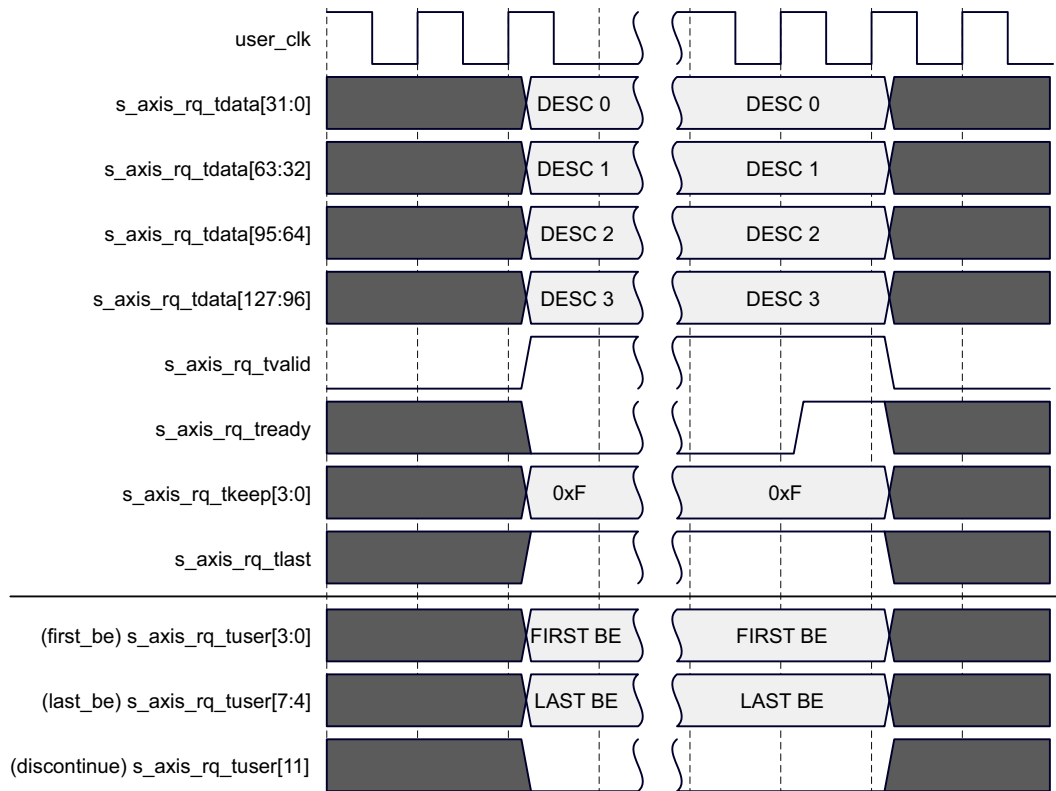 user_clk
s_axis_rq_tdata[31:0] DESC 0 DESC 0
s_axis_rq_tdata[63:32] DESC 1 DESC 1
s_axis_rq_tdata[95:64] DESC 2 DESC 2
s_axis_rq_tdata[127:96] DESC 3 DESC 3
s_axis_rq_tvalid
s_axis_rq_tready
s_axis_rq_tkeep[3:0] 0xF 0xF
s_axis_rq_tlast
(first_be) s_axis_rq_tuser[3:0] FIRST BE FIRST BE
(last_be) s_axis_rq_tuser[7:4] LAST BE LAST BE
(discontinue) s_axis_rq_tuser[11]